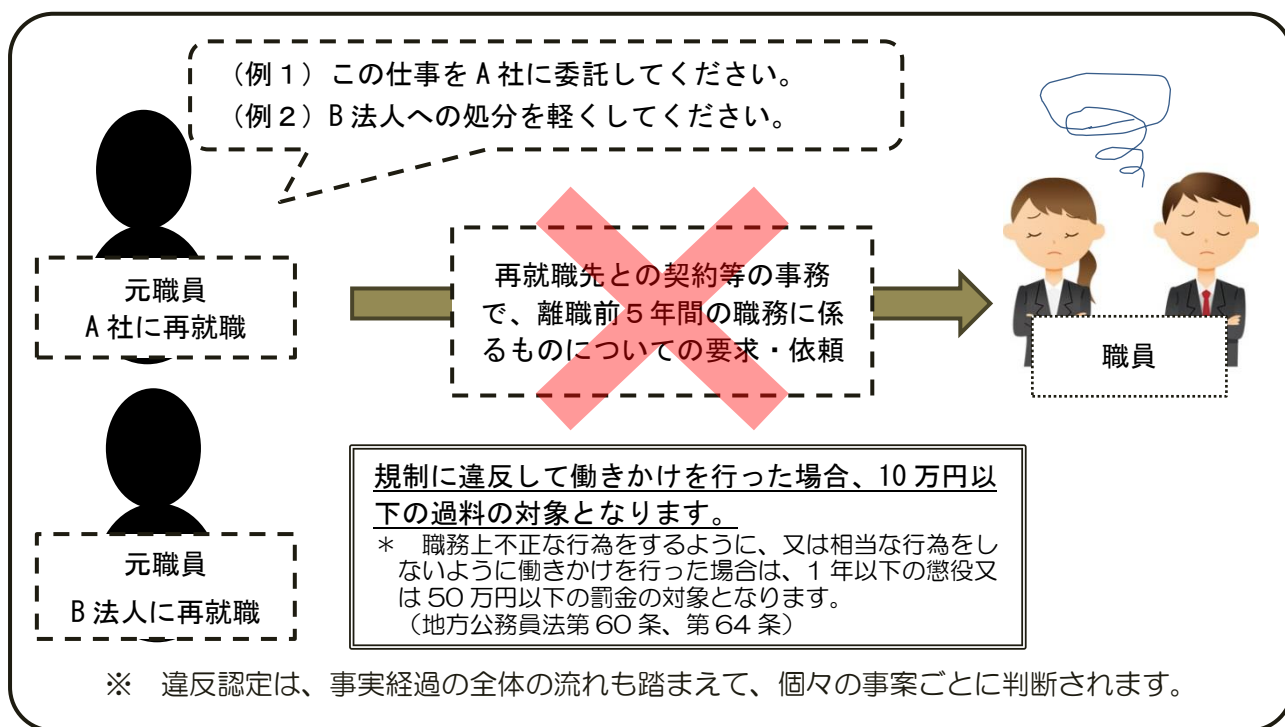 （例１）この仕事を A 社に委託してください。
（例２）B 法人への処分を軽くしてください。
元職員
A 社に再就職
再就職先との契約等の事務
で、離職前５年間の職務に係
るものについての要求・依頼
職員
元職員
B 法人に再就職
規制に違反して働きかけを行った場合、10 万円以
下の過料の対象となります。
＊　職務上不正な行為をするように、又は相当な行為をし
ないように働きかけを行った場合は、１年以下の懲役又
は 50 万円以下の罰金の対象となります。
（地方公務員法第 60 条、第 64 条）
※　違反認定は、事実経過の全体の流れも踏まえて、個々の事案ごとに判断されます。